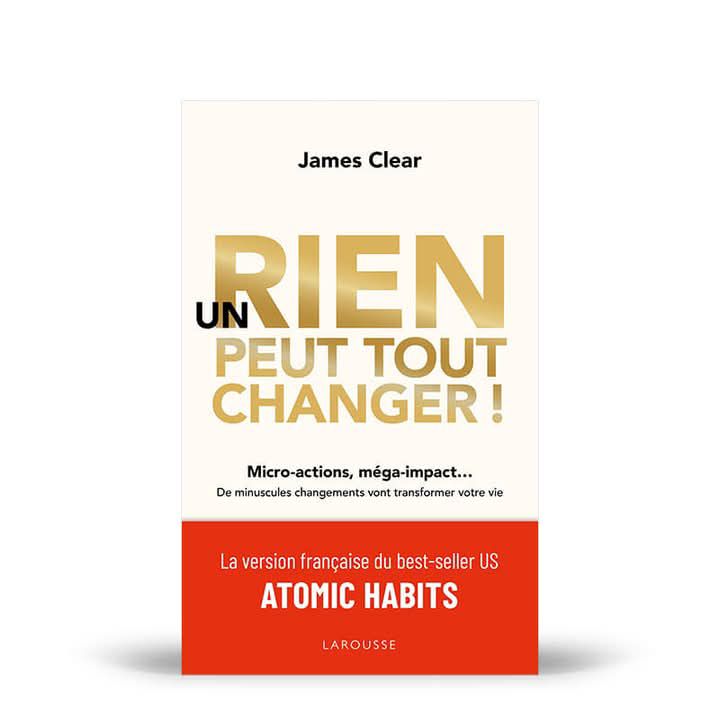 James Clear
UN RIEN
PEUT TOUT
CHANGER !
Micro-actions, méga-impact...
De minuscules changements vont transformer votre vie
La version française du best-seller US
ATOMIC HABITS
LAROUSSE